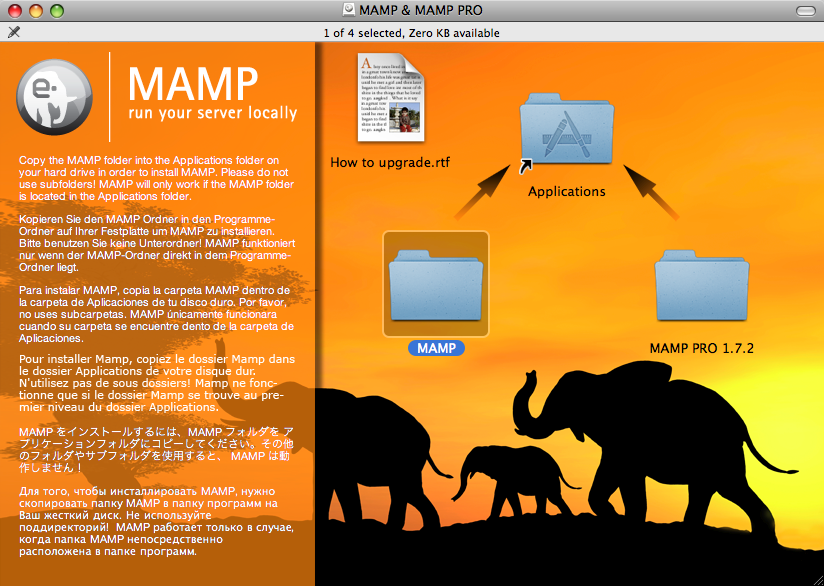 MAMP & MAMP PRO
1 of 4 selected, Zero KB available
e.
MAMP
run your server locally
Copy the MAMP folder into the Applications folder on
your hard drive in order to install MAMP. Please do not
use subfolders! MAMP will only work if the MAMP folder
is located in the Applications folder.
Kopieren Sie den MAMP Ordner in den Programme-
Ordner auf Ihrer Festplatte um MAMP zu installieren.
Bitte benutzen Sie keine Unterordner! MAMP funktioniert
nur wenn der MAMP-Ordner direkt in dem Programme-
Ordner liegt.
Para instalar MAMP, copia la carpeta MAMP dentro de
la carpeta de Aplicaciones de tu disco duro. Por favor,
no uses subcarpetas. MAMP únicamente funcionara
cuando su carpeta se encuentre dento de la carpeta de
Aplicaciones.
Pour installer Mamp, copiez le dossier Mamp dans
le dossier Applications de votre disque dur.
N'utilisez pas de sous dossiers! Mamp ne fonc-
tionne que si le dossier Mamp se trouve au pre-
mier niveau du dossier Applications.
MAMP をインストールするには、MAMP フォルダを ア
プリケーションフォルダにコピーしてください。その他
のフォルダやサブフォルダを使用すると、 MAMP は動
作しません！
Для того, чтобы инсталлировать MAMP, нужно
скопировать папку MAMP в папку программ на
Ваш жесткий диск. Не используйте
поддиректорий! MAMP работает только в случае,
когда папка MAMP непосредственно
расположена в папке программ.
How to upgrade.rtf
Applications
MAMP
MAMP PRO 1.7.2